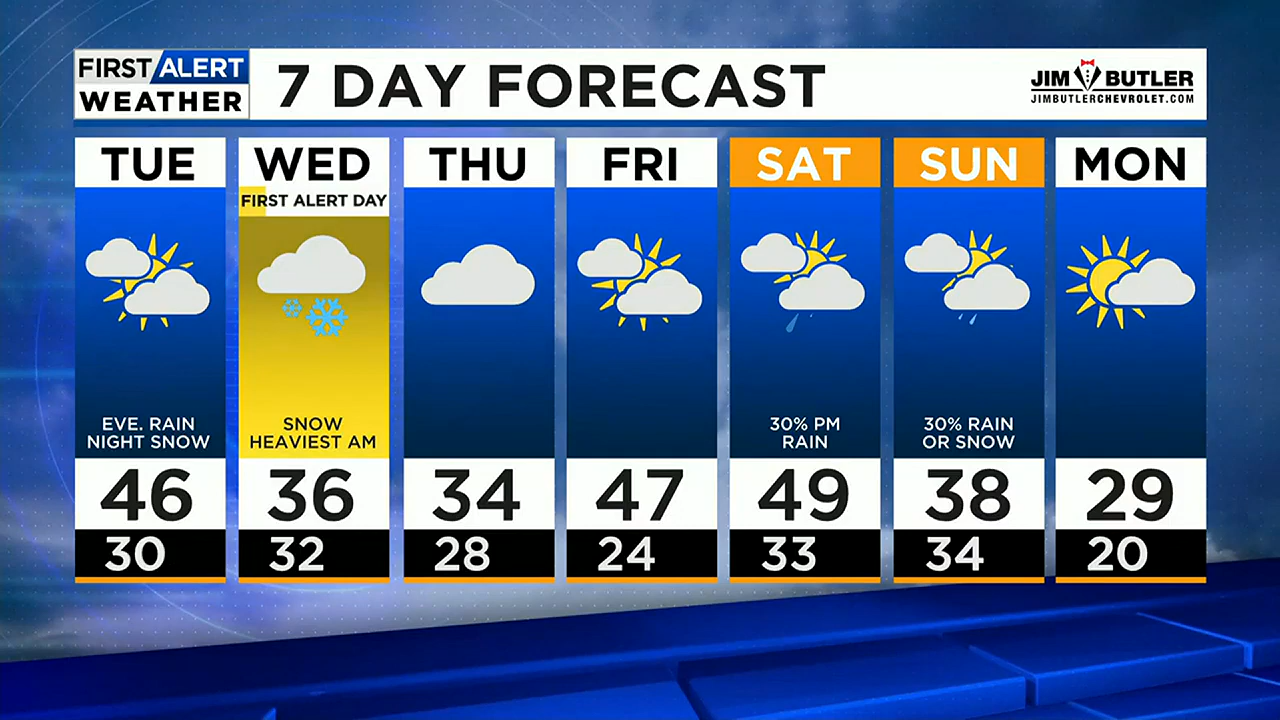 FIRST ALERT
WEATHER
7 DAY FORECAST
JIM BUTLER
JIMBUTLERCHEVROLET.COM
TUE
EVE. RAIN
NIGHT SNOW
46
30
WED
FIRST ALERT DAY
SNOW
HEAVIEST AM
36
32
THU
34
28
FRI
47
24
SAT
30% PM
RAIN
49
33
SUN
30% RAIN
OR SNOW
38
34
MON
29
20